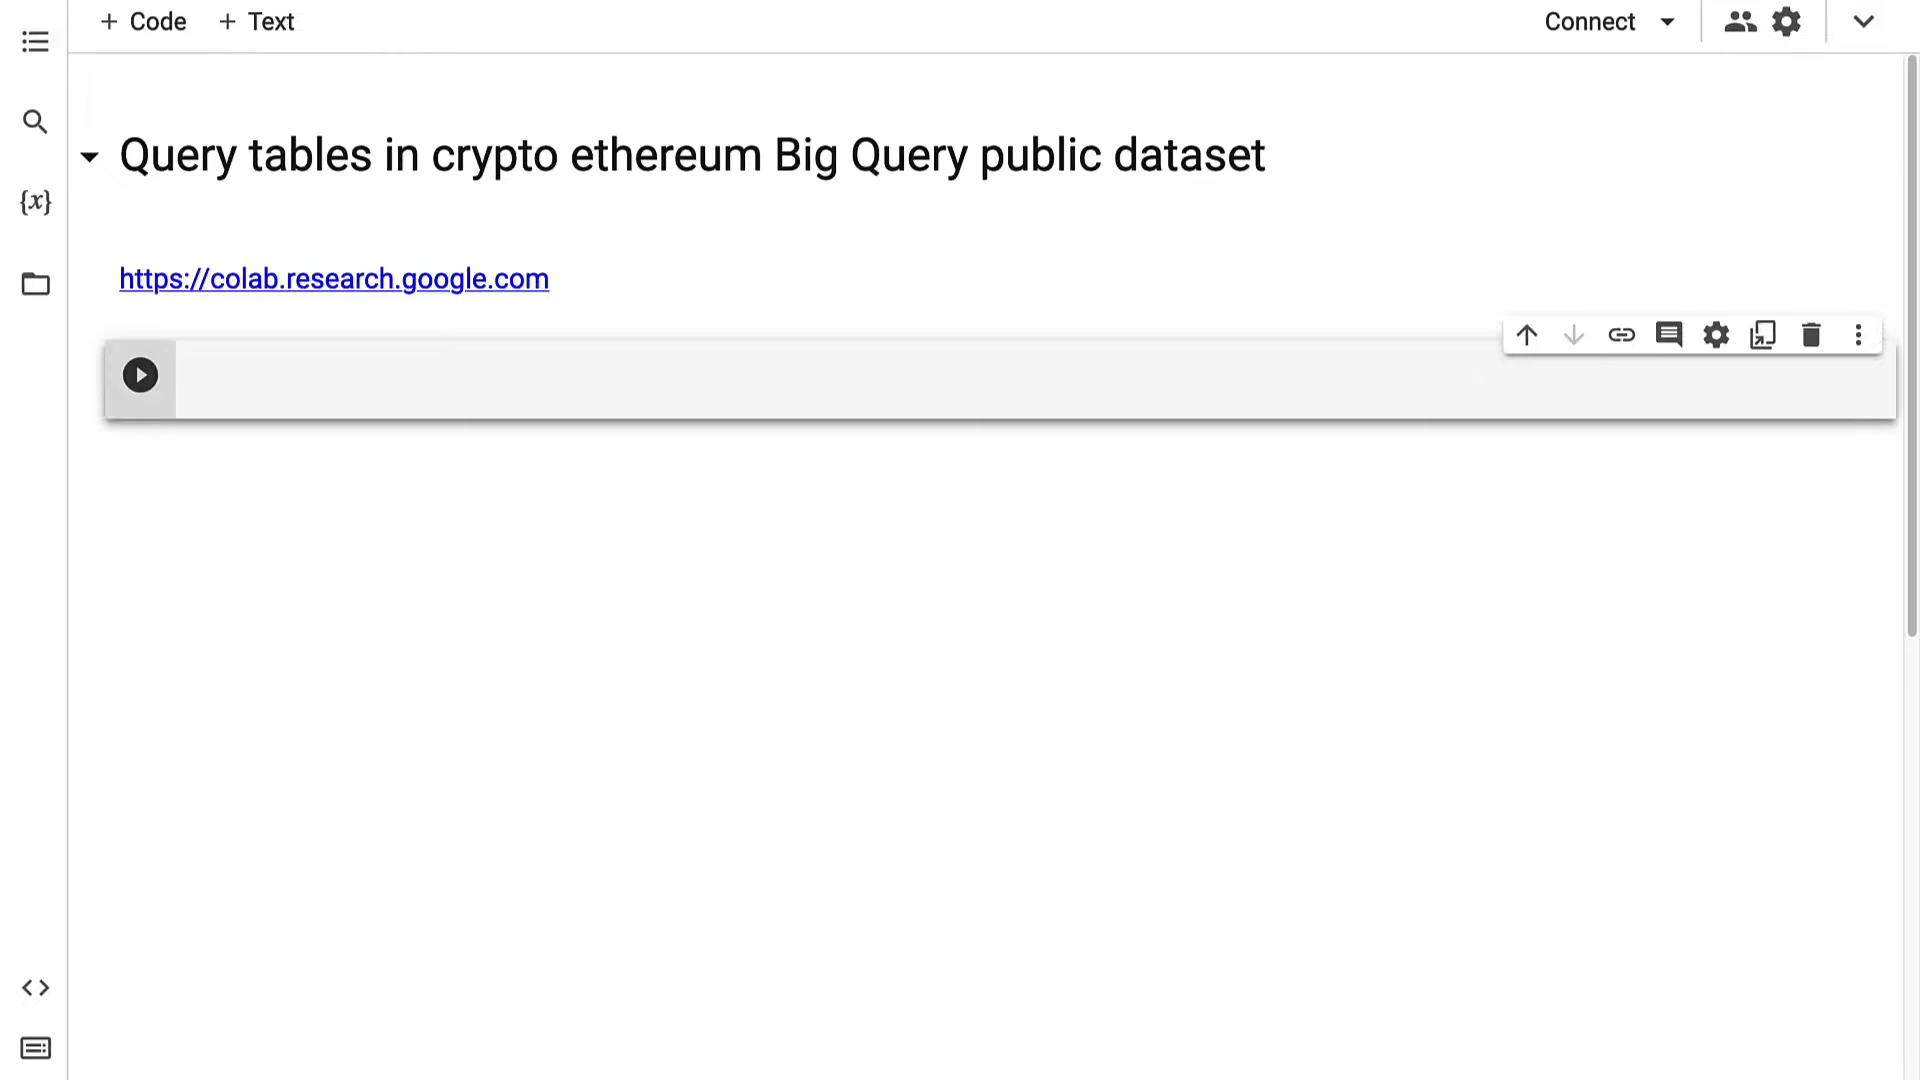 + Code + Text
Connect
Query tables in crypto ethereum Big Query public dataset
{x}
https://colab.research.google.com